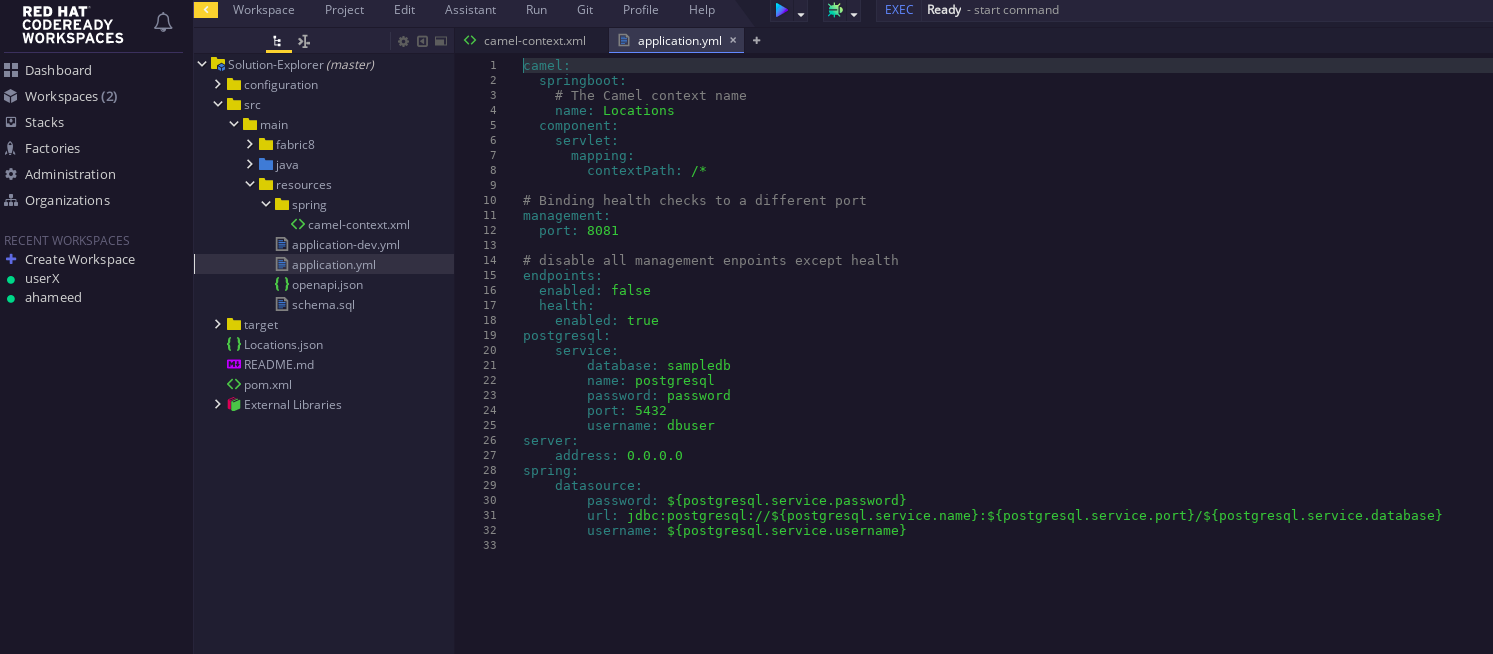 RED HAT
CODEREADY
WORKSPACES
Workspace Project Edit Assistant Run Git Profile Help EXEC Ready - start command
Dashboard
Workspaces (2)
Stacks
Factories
Administration
Organizations
RECENT WORKSPACES
Create Workspace
userX
ahameed
Solution-Explorer (master)
configuration
src
main
fabric8
java
resources
spring
camel-context.xml
application-dev.yml
application.yml
openapi.json
schema.sql
target
Locations.json
README.md
pom.xml
External Libraries
camel-context.xml application.yml × +
1 camel:
2   springboot:
3     # The Camel context name
4     name: Locations
5   component:
6     servlet:
7       mapping:
8         contextPath: /*
9
10 # Binding health checks to a different port
11 management:
12   port: 8081
13
14 # disable all management enpoints except health
15 endpoints:
16   enabled: false
17   health:
18     enabled: true
19 postgresql:
20     service:
21         database: sampledb
22         name: postgresql
23         password: password
24         port: 5432
25         username: dbuser
26 server:
27     address: 0.0.0.0
28 spring:
29     datasource:
30         password: ${postgresql.service.password}
31         url: jdbc:postgresql://${postgresql.service.name}:${postgresql.service.port}/${postgresql.service.database}
32         username: ${postgresql.service.username}
33